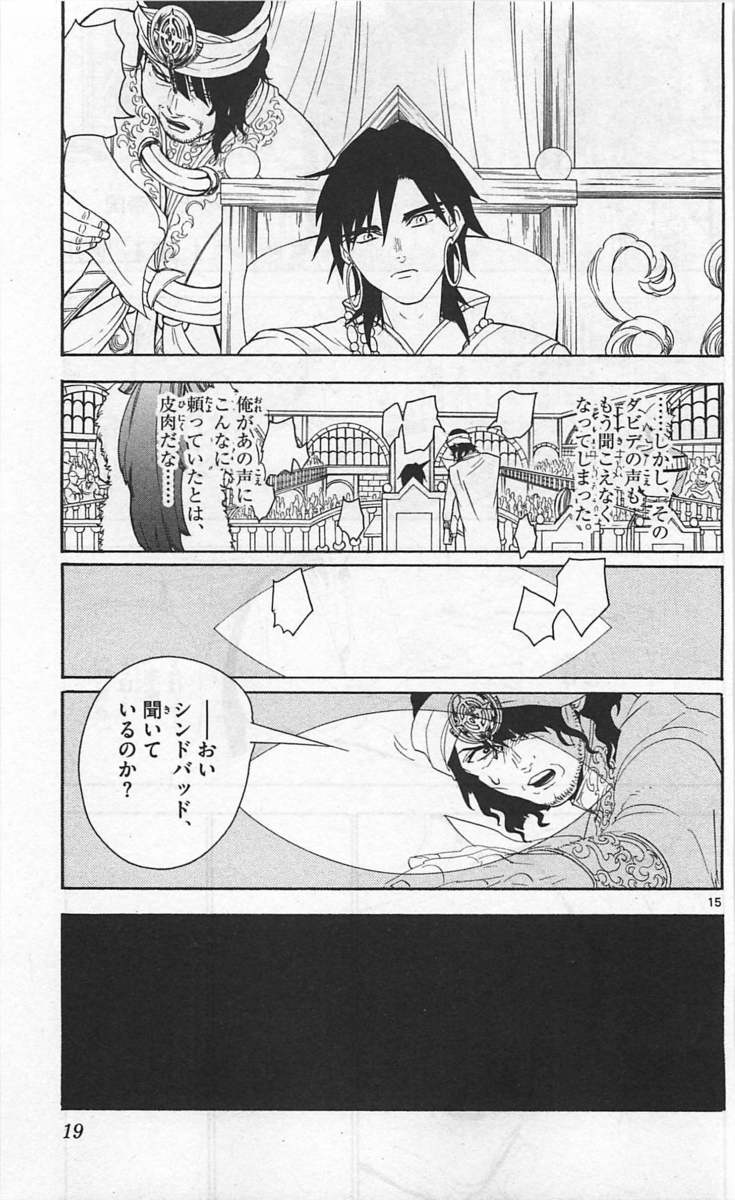 ……しかし、その
ダビデの声も、
もう聞こえなく
なってしまった。
俺があの声に
こんなに
頼っていたとは、
皮肉だな……
――おい
シンドバッド、
聞いて
いるのか？
15
19